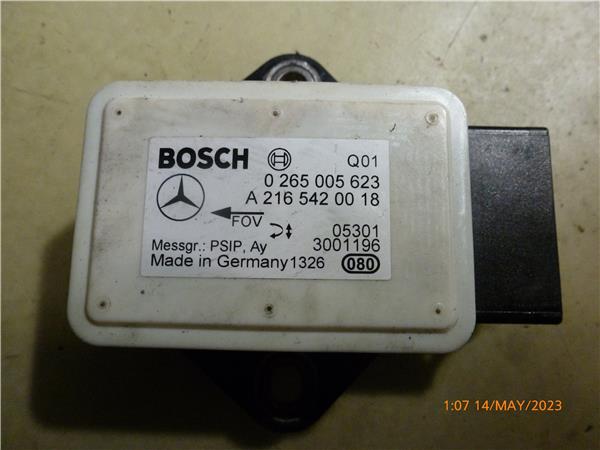 BOSCH Q01
0 265 005 623
A 216 542 00 18
FOV
05301
Messgr.: PSIP, Ay 3001196
Made in Germany 1326 080
1:07 14/MAY/2023